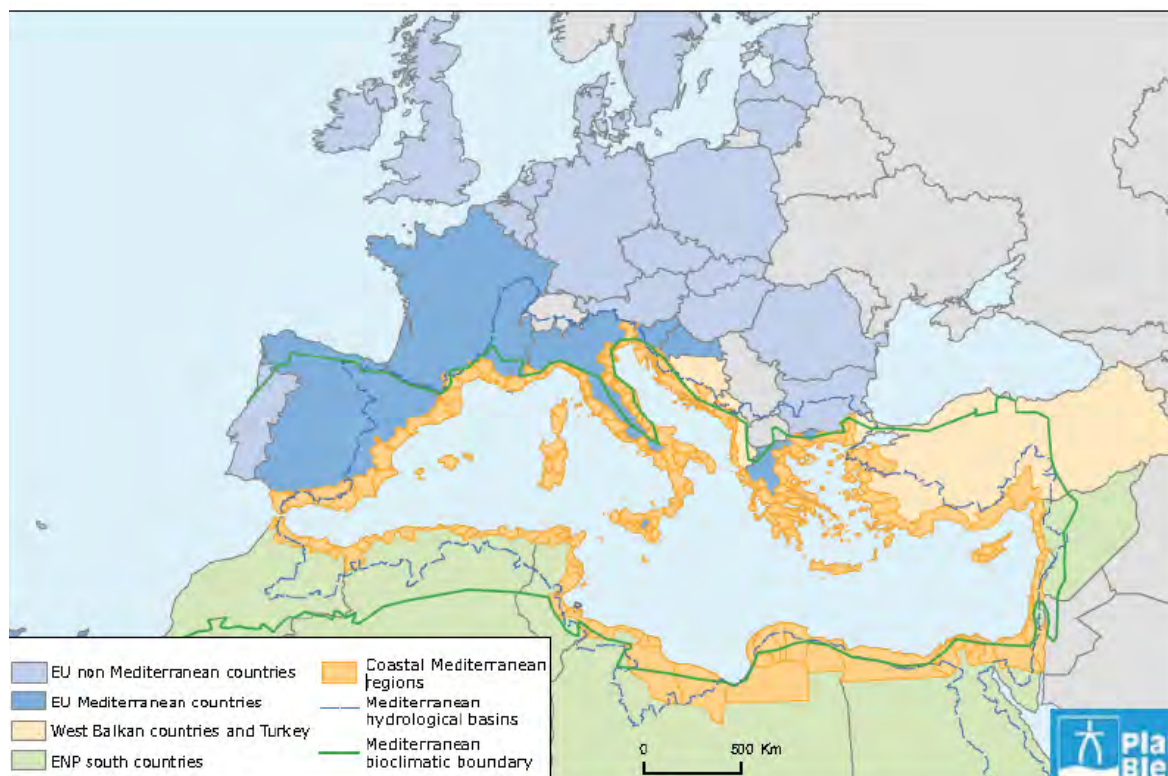 EU non Mediterranean countries
EU Mediterranean countries
West Balkan countries and Turkey
ENP south countries
Coastal Mediterranean
regions
Mediterranean
hydrological basins
Mediterranean
bioclimatic boundary
0 500 Km
Pla
Ble